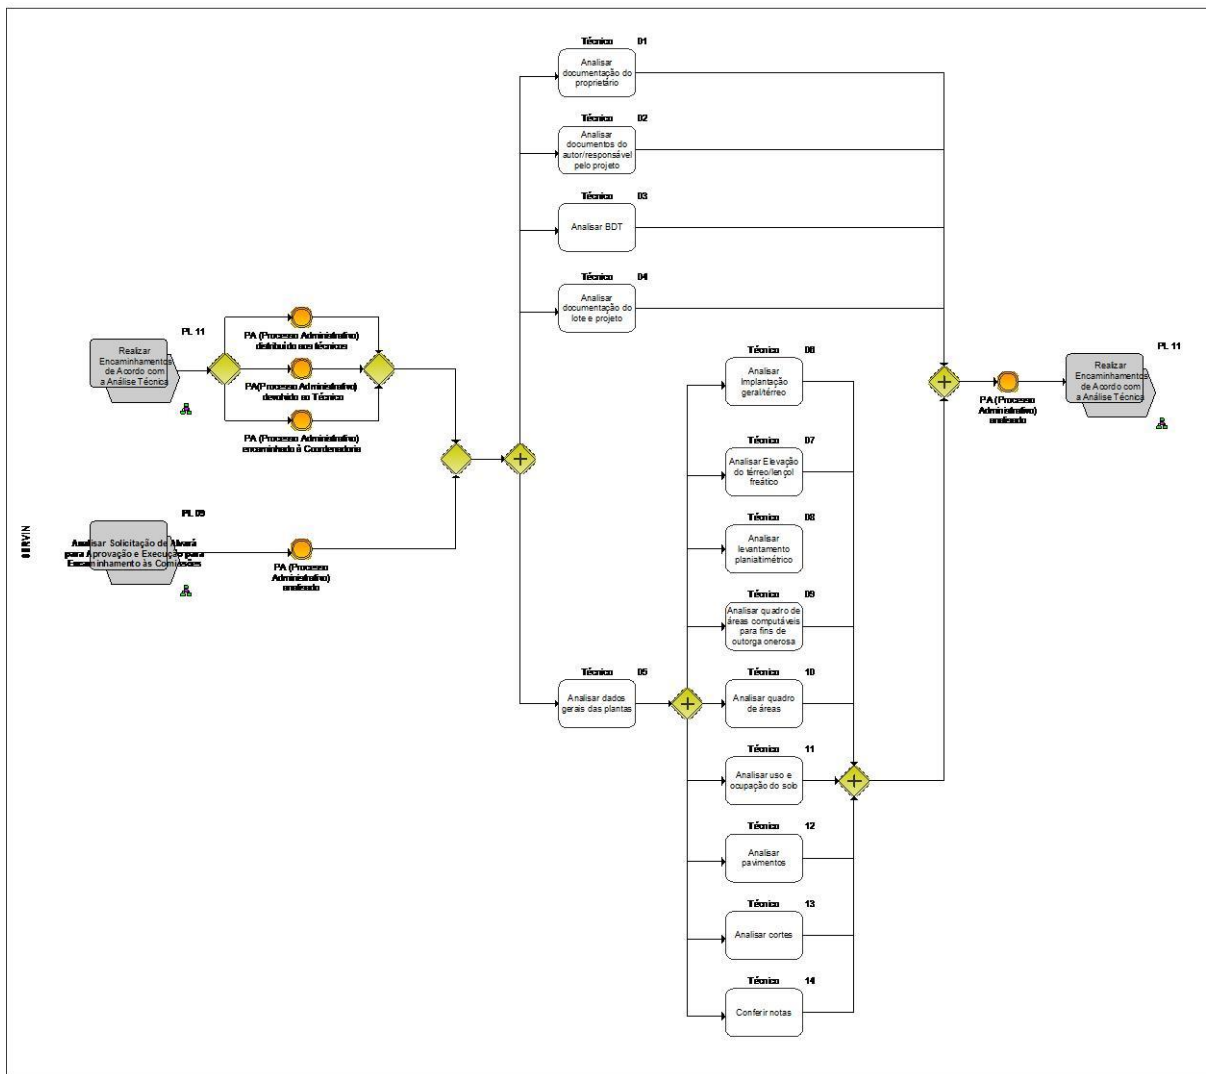 Técnico 01
Analisar
documentação do
proprietário
Técnico 02
Analisar
documentos do
autor/responsável
pelo projeto
Técnico 03
Analisar BDT
Técnico 04
Analisar
documentação do
lote e projeto
PL 11
Realizar
Encaminhamentos
de Acordo com
a Análise Técnica
PA (Processo Administrativo)
distribuído aos técnicos
PA(Processo Administrativo)
devolvido ao Técnico
PA (Processo Administrativo)
encaminhado à Coordenadoria
PL 09
Analisar Solicitação de Alvará
para Aprovação e Execução para
Encaminhamento às Comissões
PA (Processo
Administrativo)
analisado
SERVIN
Técnico 05
Analisar dados
gerais das plantas
Técnico 06
Analisar
Implantação
geral/térreo
Técnico 07
Analisar Elevação
do térreo/lençol
freático
Técnico 08
Analisar
levantamento
planialtimétrico
Técnico 09
Analisar quadro de
áreas computáveis
para fins de
outorga onerosa
Técnico 10
Analisar quadro
de áreas
Técnico 11
Analisar uso e
ocupação do solo
Técnico 12
Analisar
pavimentos
Técnico 13
Analisar cortes
Técnico 14
Conferir notas
PA (Processo
Administrativo)
analisado
PL 11
Realizar
Encaminhamentos
de Acordo com
a Análise Técnica